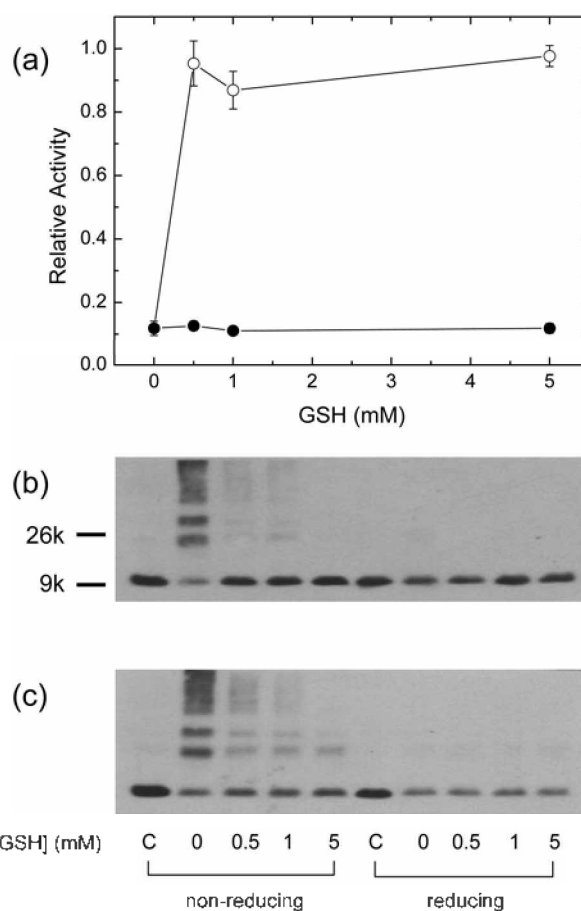 (a)
1.0
0.8
0.6
0.4
0.2
0.0
Relative Activity
0 1 2 3 4 5
GSH (mM)
(b)
26k
9k
(c)
GSH] (mM) C 0 0.5 1 5 C 0 0.5 1 5
non-reducing reducing